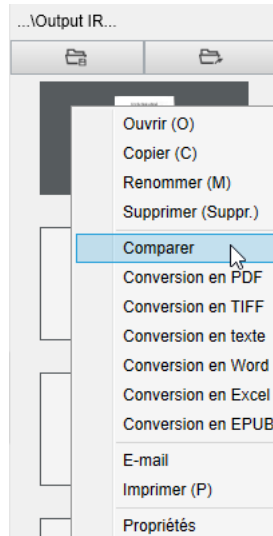 ...\Output IR...
Ouvrir (O)
Copier (C)
Renommer (M)
Supprimer (Suppr.)
Comparer
Conversion en PDF
Conversion en TIFF
Conversion en texte
Conversion en Word
Conversion en Excel
Conversion en EPUB
E-mail
Imprimer (P)
Propriétés